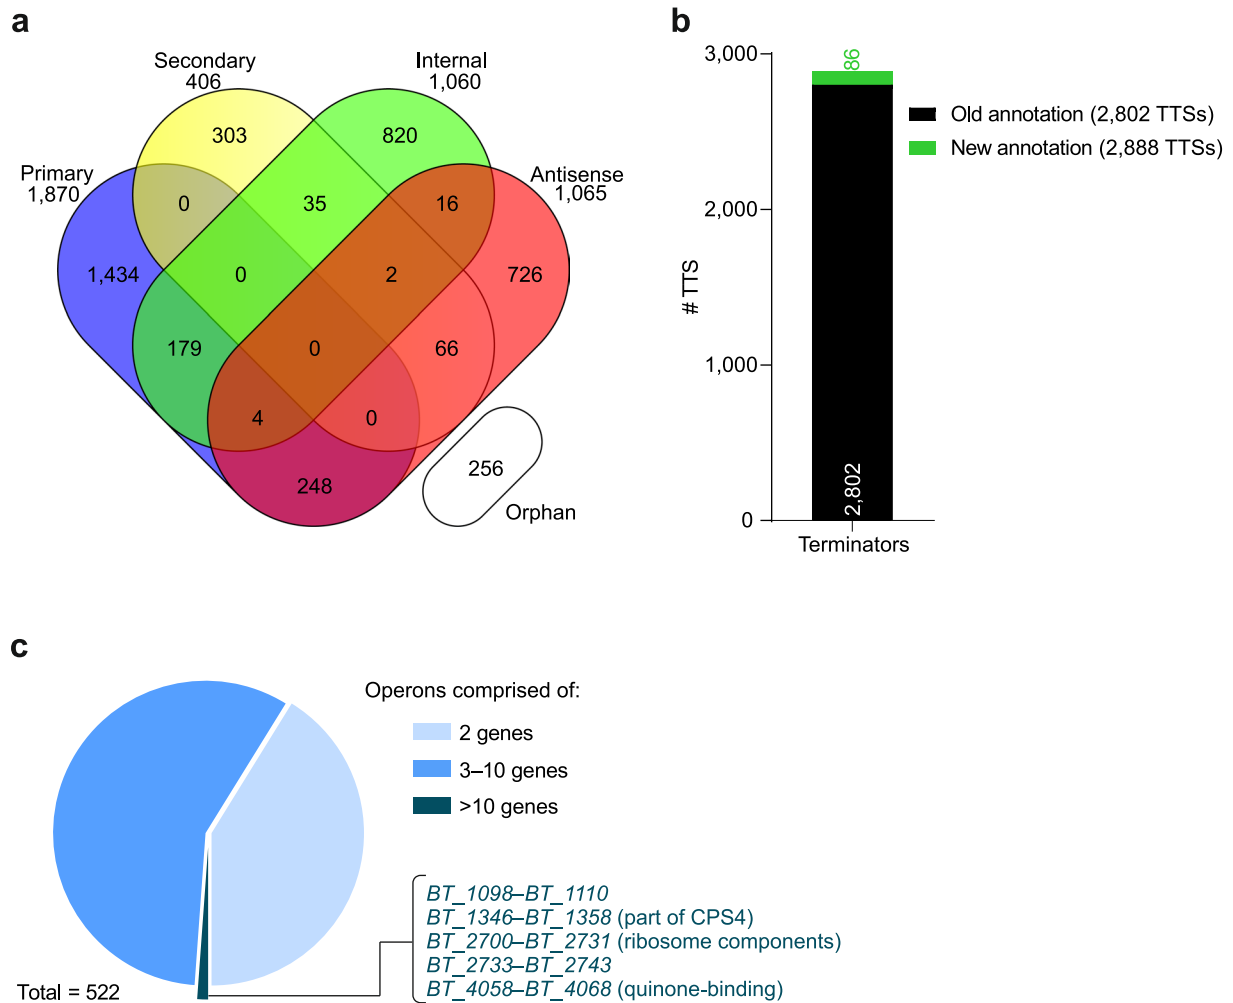 a
Secondary
406
Internal
1,060
Primary
1,870
Antisense
1,065
303
820
0
35
16
1,434
0
2
726
179
0
66
4
0
248
256
Orphan
b
3,000
2,000
1,000
0
# TTS
86
2,802
Terminators
Old annotation (2,802 TTSs)
New annotation (2,888 TTSs)
c
Operons comprised of:
2 genes
3–10 genes
>10 genes
BT_1098–BT_1110
BT_1346–BT_1358 (part of CPS4)
BT_2700–BT_2731 (ribosome components)
BT_2733–BT_2743
BT_4058–BT_4068 (quinone-binding)
Total = 522